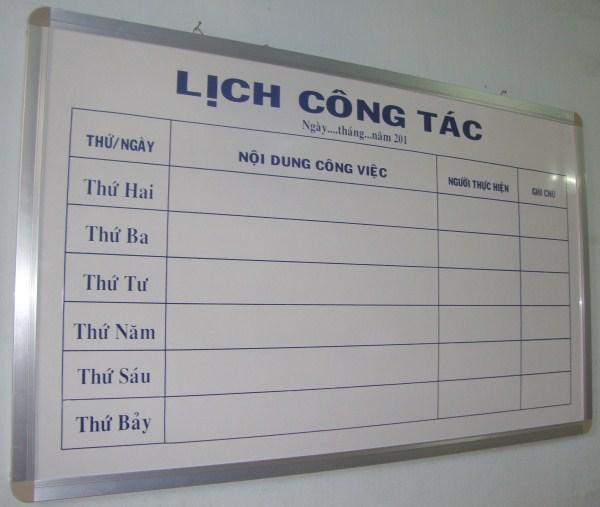 LỊCH CÔNG TÁC
Ngày....tháng...năm 201
THỨ/NGÀY NỘI DUNG CÔNG VIỆC NGƯỜI THỰC HIỆN GHI CHÚ
Thứ Hai
Thứ Ba
Thứ Tư
Thứ Năm
Thứ Sáu
Thứ Bảy